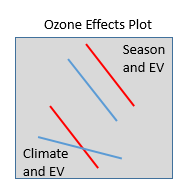 Ozone Effects Plot
Season
and EV
Climate
and EV